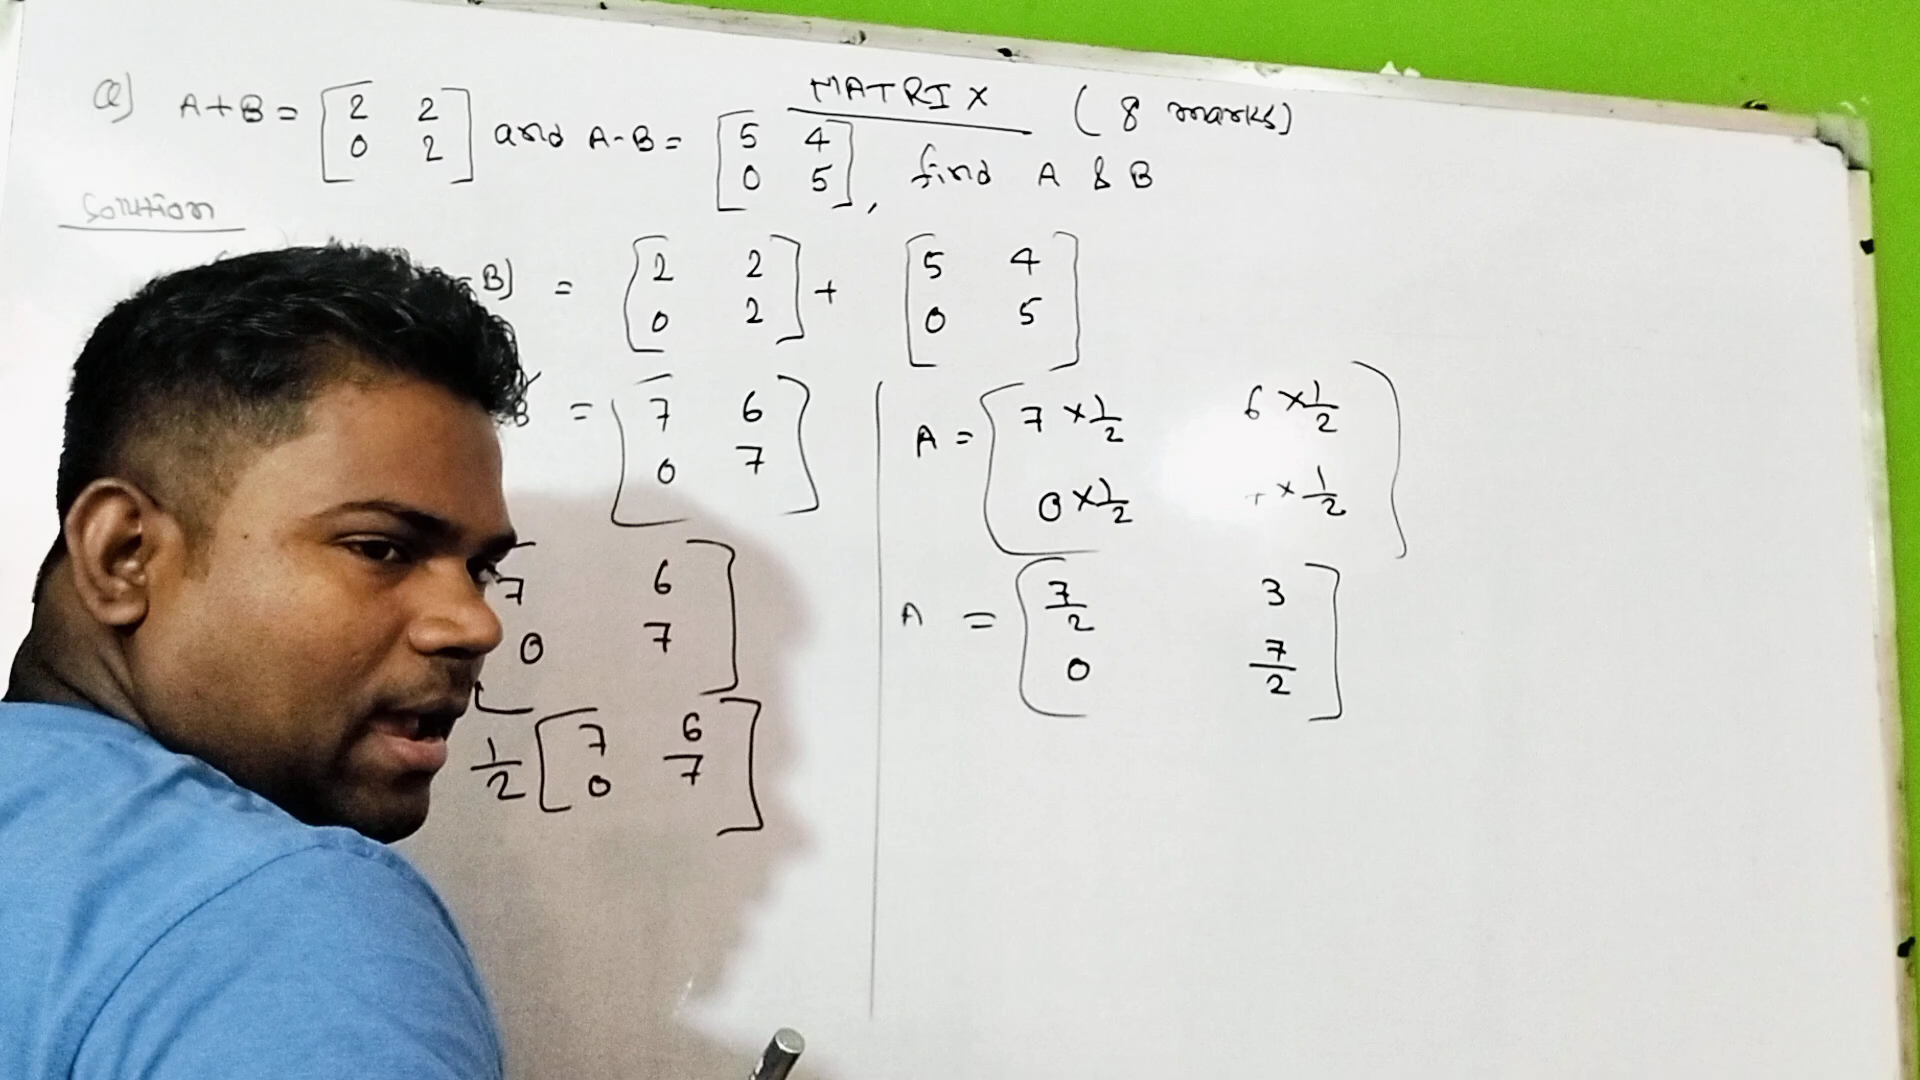 MATRIX (8 marks)
Q) A+B = [2 2 and A-B = [5 4
0 2] 0 5], find A & B
Solution
B) = [2 2 + [5 4
0 2] 0 5]
B = [7 6
0 7]
7 6
0 7]
1/2 [7 6
0 7]
A = [7 × 1/2 6 × 1/2
0 × 1/2 × 1/2]
A = [7/2 3
0 7/2]